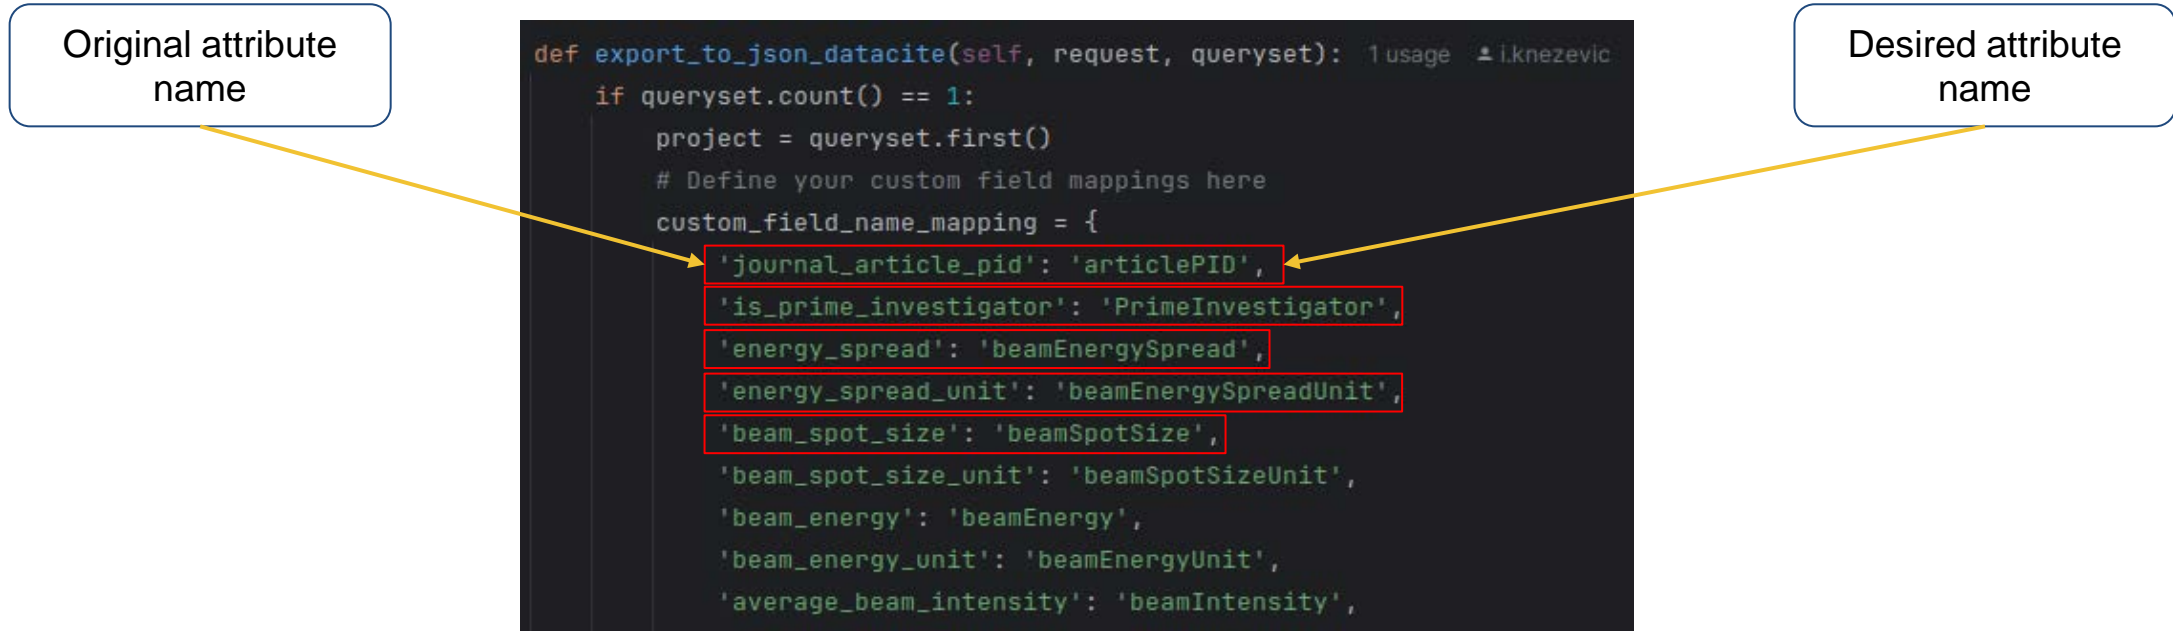 Original attribute
name
def export_to_json_datacite(self, request, queryset): 1 usage i.knezevic
if queryset.count() == 1:
project = queryset.first()
# Define your custom field mappings here
custom_field_name_mapping = {
'journal_article_pid': 'articlePID',
'is_prime_investigator': 'PrimeInvestigator',
'energy_spread': 'beamEnergySpread',
'energy_spread_unit': 'beamEnergySpreadUnit',
'beam_spot_size': 'beamSpotSize',
'beam_spot_size_unit': 'beamSpotSizeUnit',
'beam_energy': 'beamEnergy',
'beam_energy_unit': 'beamEnergyUnit',
'average_beam_intensity': 'beamIntensity',
Desired attribute
name